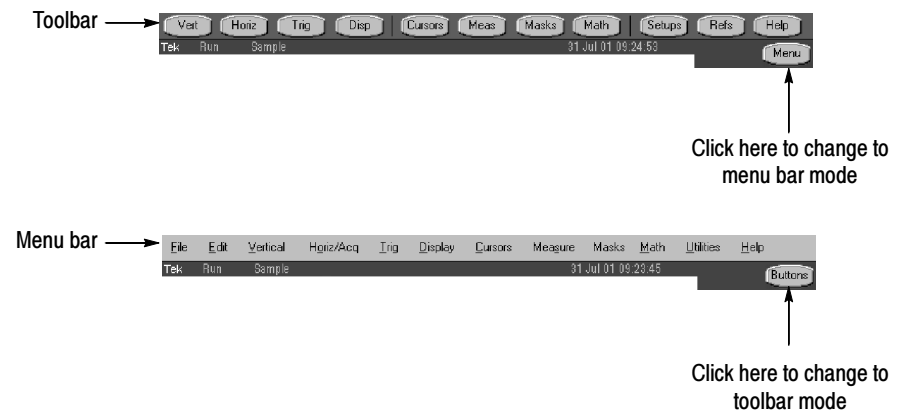 Toolbar
Vert Horiz Trig Disp Cursors Meas Masks Math Setups Refs Help
Tek Run Sample 31 Jul 01 09:24:53
Menu
Click here to change to
menu bar mode
Menu bar
File Edit Vertical Horiz/Acq Trig Display Cursors Measure Masks Math Utilities Help
Tek Run Sample 31 Jul 01 09:23:45
Buttons
Click here to change to
toolbar mode